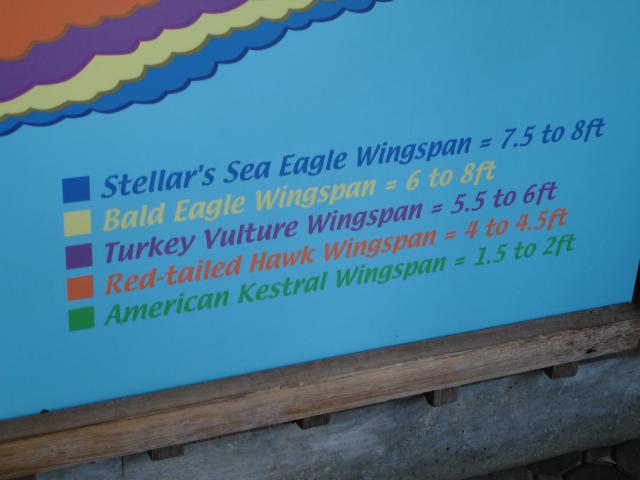 Stellar's Sea Eagle Wingspan = 7.5 to 8ft
Bald Eagle Wingspan = 6 to 8ft
Turkey Vulture Wingspan = 5.5 to 6ft
Red-tailed Hawk Wingspan = 4 to 4.5ft
American Kestral Wingspan = 1.5 to 2ft